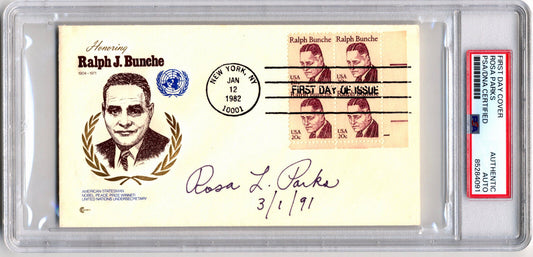 Honoring
Ralph J. Bunche
1904-1971
AMERICAN STATESMAN
NOBEL PEACE PRIZE WINNER
UNITED NATIONS UNDERSECRETARY
NEW YORK, NY
JAN
12
1982
10001
FIRST DAY OF ISSUE
Ralph Bunche
Ralph Bunche
USA
20c
USA
20c
USA
20c
USA
20c
Rosa L. Parks
3/1/91
FIRST DAY COVER
ROSA PARKS
PSA/DNA CERTIFIED
AUTHENTIC
AUTO
85284091
PSA